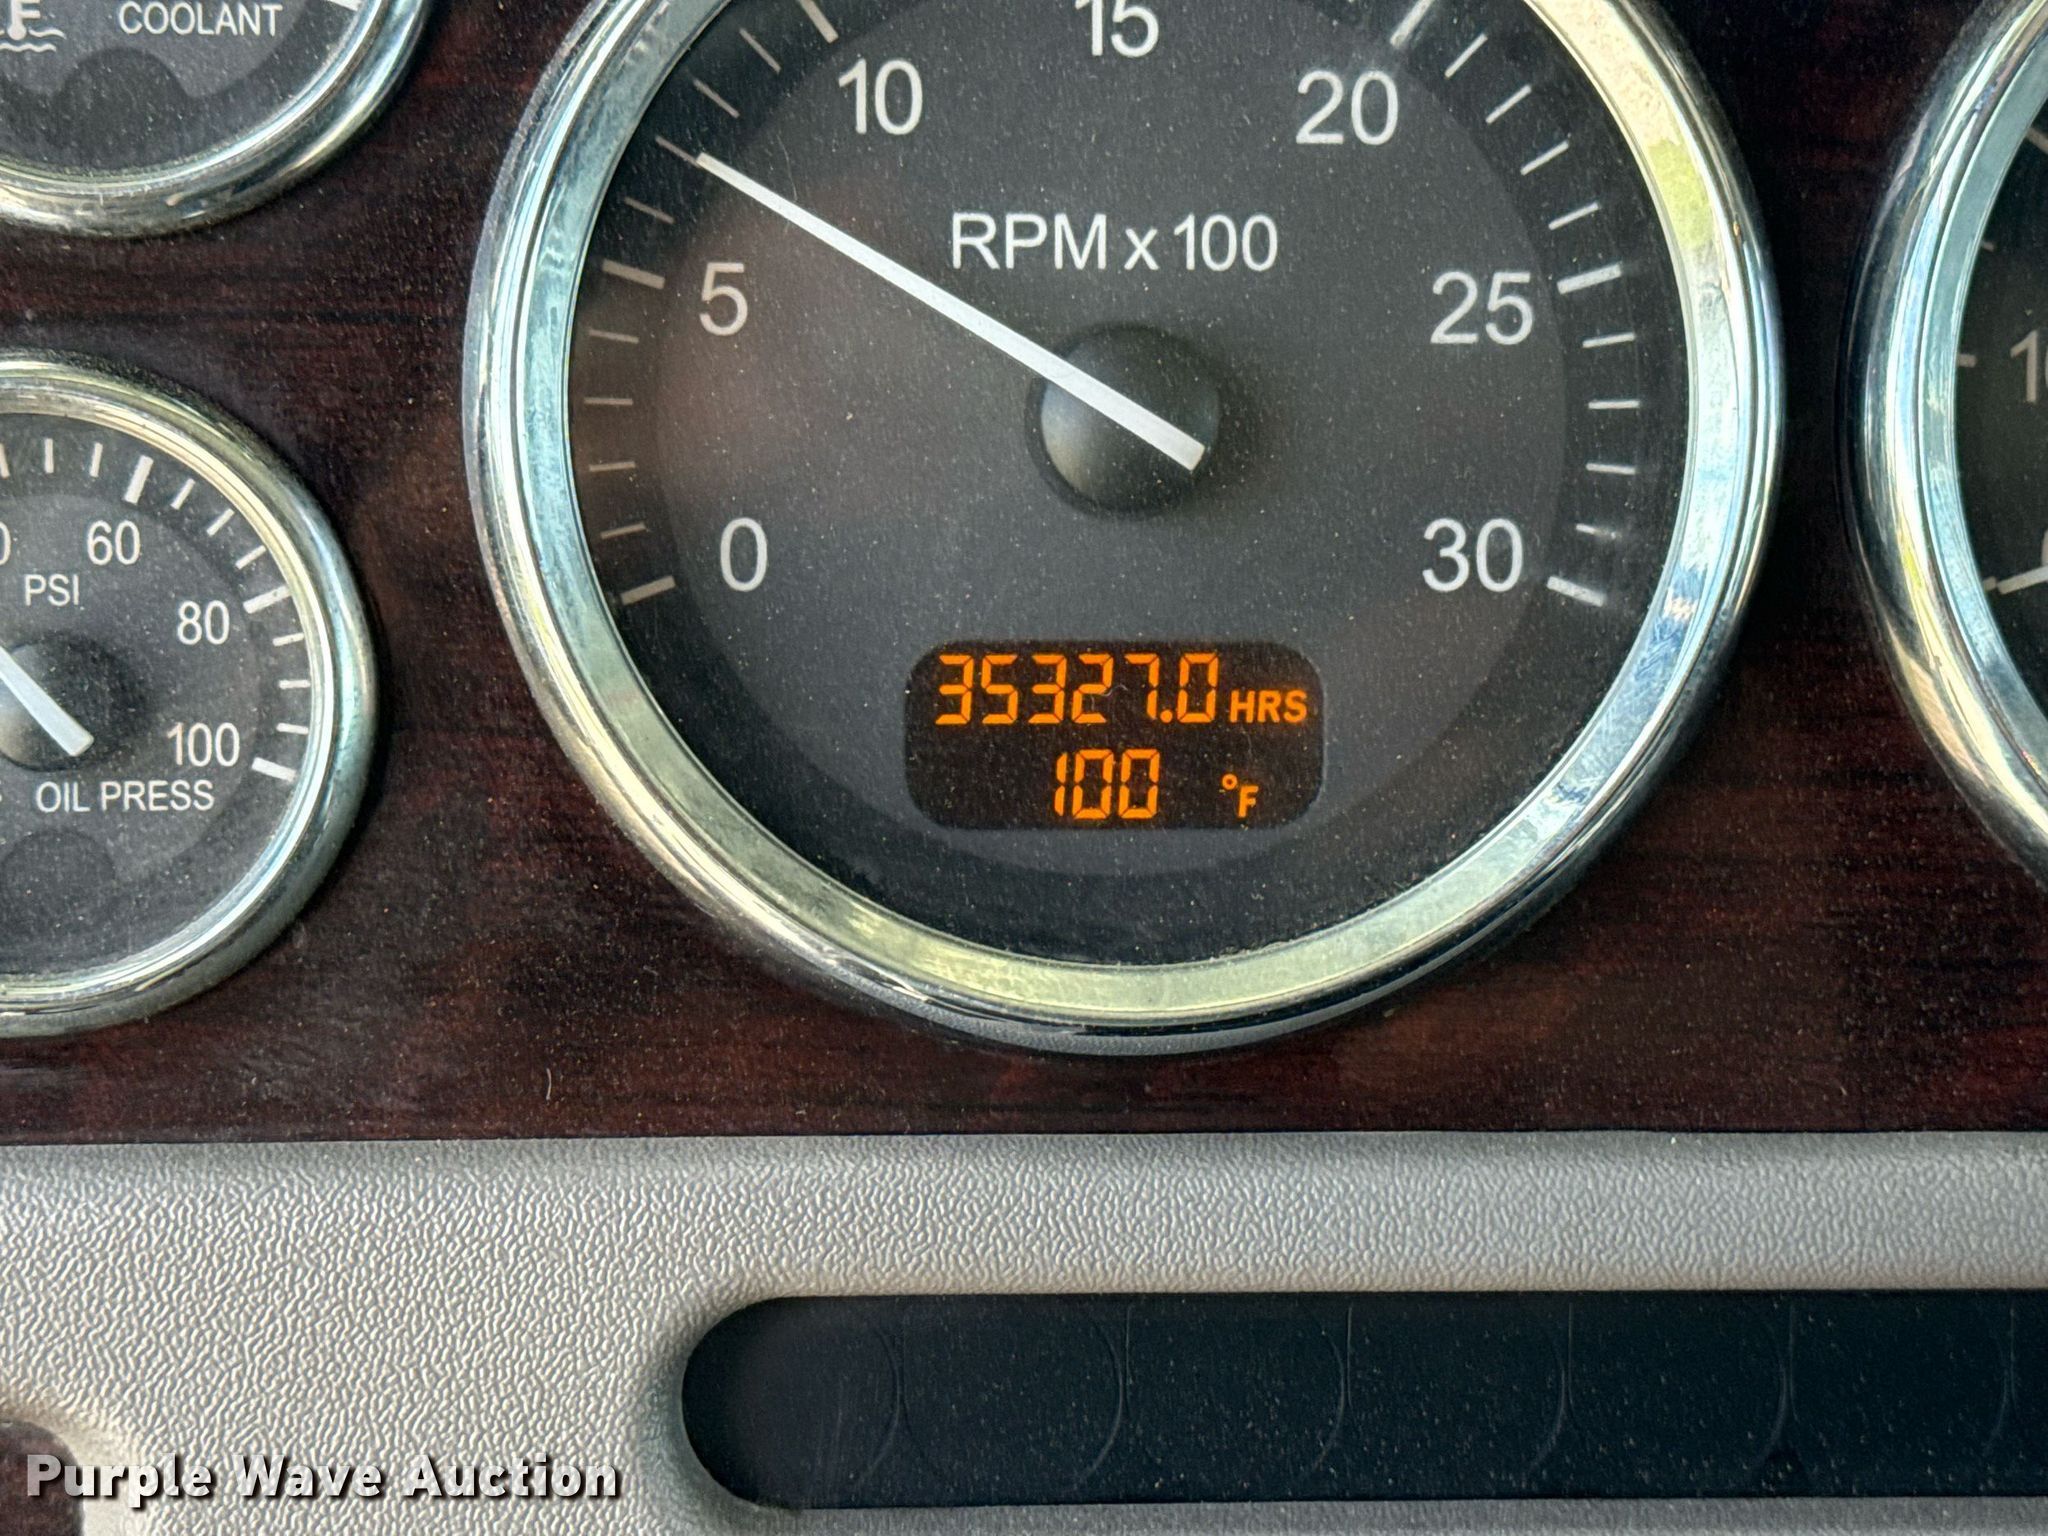 COOLANT
15
10
20
RPM x 100
5
25
60
PSI
0
30
80
35327.0 HRS
100
OIL PRESS
100 °F
Purple Wave Auction